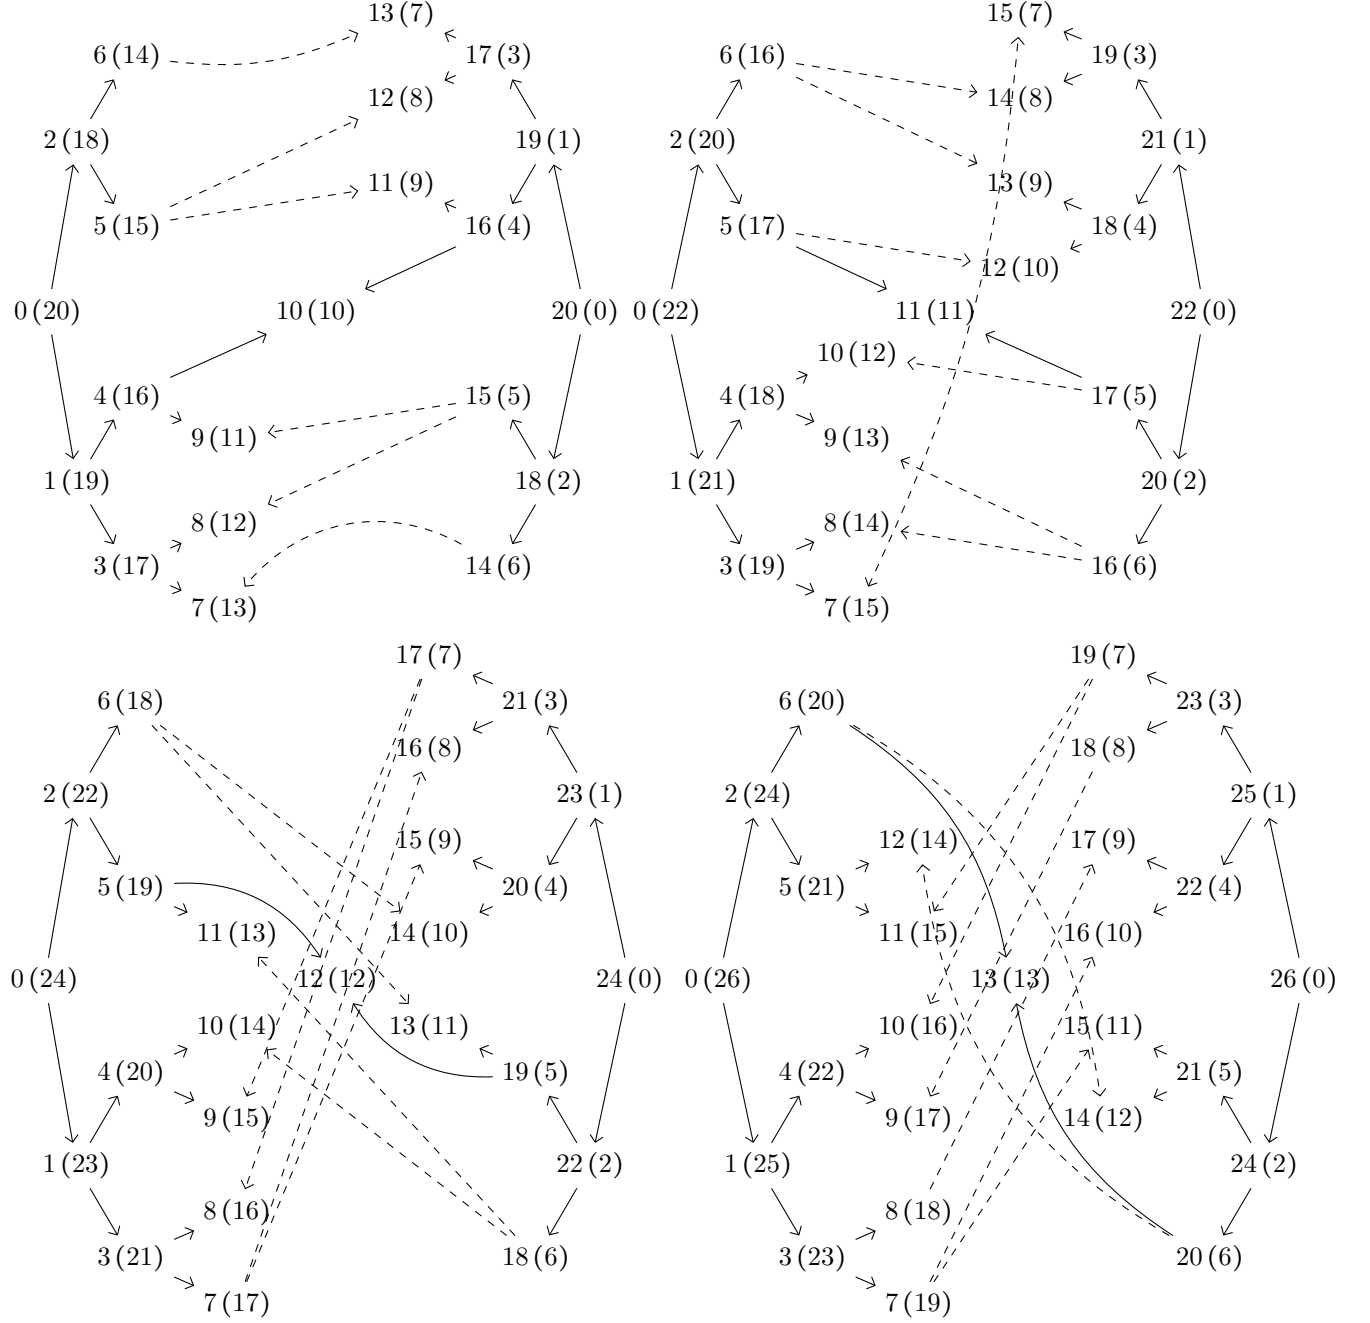 13 (7)
6 (14) 17 (3)
12 (8)
2 (18) 19 (1)
11 (9)
5 (15) 16 (4)
0 (20) 10 (10) 20 (0)
4 (16) 15 (5)
9 (11)
1 (19) 18 (2)
8 (12)
3 (17) 14 (6)
7 (13)
15 (7)
6 (16) 19 (3)
14 (8)
2 (20) 21 (1)
13 (9)
5 (17) 18 (4)
12 (10)
0 (22) 11 (11) 22 (0)
10 (12)
4 (18) 17 (5)
9 (13)
1 (21) 20 (2)
8 (14)
3 (19) 16 (6)
7 (15)
17 (7)
6 (18) 21 (3)
16 (8)
2 (22) 23 (1)
15 (9)
5 (19) 20 (4)
11 (13) 14 (10)
0 (24) 12 (12) 24 (0)
10 (14) 13 (11)
4 (20) 19 (5)
9 (15)
1 (23) 22 (2)
8 (16)
3 (21) 18 (6)
7 (17)
19 (7)
6 (20) 23 (3)
18 (8)
2 (24) 25 (1)
12 (14) 17 (9)
5 (21) 22 (4)
11 (15) 16 (10)
0 (26) 13 (13) 26 (0)
10 (16) 15 (11)
4 (22) 21 (5)
9 (17) 14 (12)
1 (25) 24 (2)
8 (18)
3 (23) 20 (6)
7 (19)